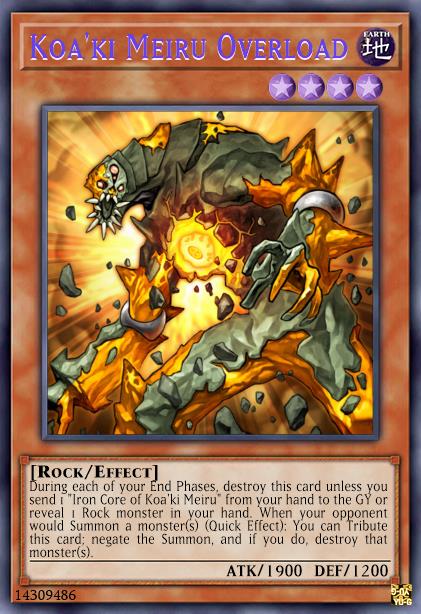 Koa'ki Meiru Overload
EARTH
地
[Rock/Effect]
During each of your End Phases, destroy this card unless you
send 1 "Iron Core of Koa'ki Meiru" from your hand to the GY or
reveal 1 Rock monster in your hand. When your opponent
would Summon a monster(s) (Quick Effect): You can Tribute
this card; negate the Summon, and if you do, destroy that
monster(s).
ATK/1900 DEF/1200
14309486